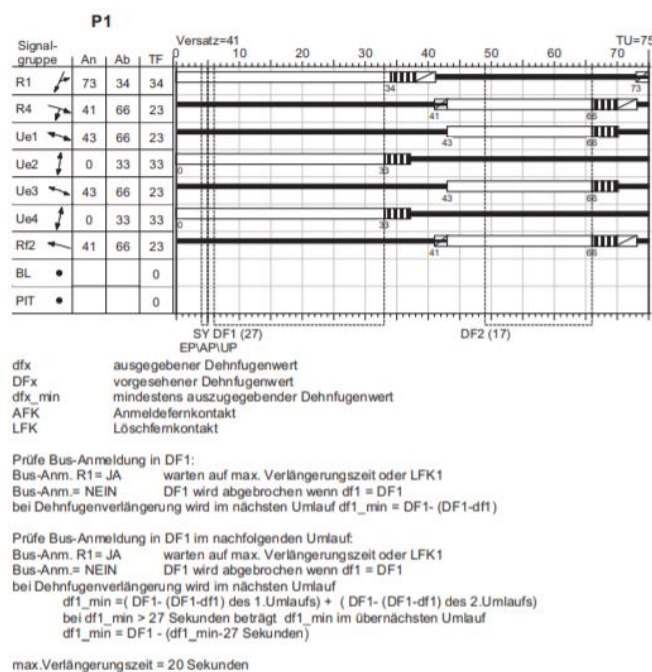 P1
Versatz=41 TU=75
Signal-
gruppe An Ab TF 0 10 20 30 40 50 60 70
R1 73 34 34
34 73
R4 41 66 23
41 66
Ue1 43 66 23
43 66
Ue2 0 33 33
0 33
Ue3 43 66 23
43 66
Ue4 0 33 33
0 33
Rf2 41 66 23
41 66
BL 0
PIT 0
SY DF1 (27) DF2 (17)
EP\AP\UP
dfx ausgegebener Dehnfugenwert
DFx vorgesehener Dehnfugenwert
dfx_min mindestens auszugegebender Dehnfugenwert
AFK Anmeldefernkontakt
LFK Löschfernkontakt
Prüfe Bus-Anmeldung in DF1:
Bus-Anm. R1= JA warten auf max. Verlängerungszeit oder LFK1
Bus-Anm.= NEIN DF1 wird abgebrochen wenn df1 = DF1
bei Dehnfugenverlängerung wird im nächsten Umlauf df1_min = DF1- (DF1-df1)
Prüfe Bus-Anmeldung in DF1 im nachfolgenden Umlauf:
Bus-Anm. R1= JA warten auf max. Verlängerungszeit oder LFK1
Bus-Anm.= NEIN DF1 wird abgebrochen wenn df1 = DF1
bei Dehnfugenverlängerung wird im nächsten Umlauf
df1_min =( DF1- (DF1-df1) des 1.Umlaufs) + ( DF1- (DF1-df1) des 2.Umlaufs)
bei df1_min > 27 Sekunden beträgt df1_min im übernächsten Umlauf
df1_min = DF1 - (df1_min-27 Sekunden)
max.Verlängerungszeit = 20 Sekunden